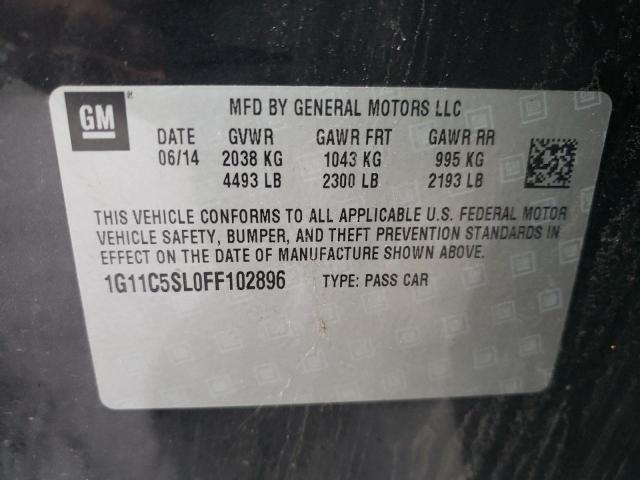 GM
MFD BY GENERAL MOTORS LLC
DATE GVWR GAWR FRT GAWR RR
06/14 2038 KG 1043 KG 995 KG
4493 LB 2300 LB 2193 LB
THIS VEHICLE CONFORMS TO ALL APPLICABLE U.S. FEDERAL MOTOR
VEHICLE SAFETY, BUMPER, AND THEFT PREVENTION STANDARDS IN
EFFECT ON THE DATE OF MANUFACTURE SHOWN ABOVE.
1G11C5SL0FF102896 TYPE: PASS CAR